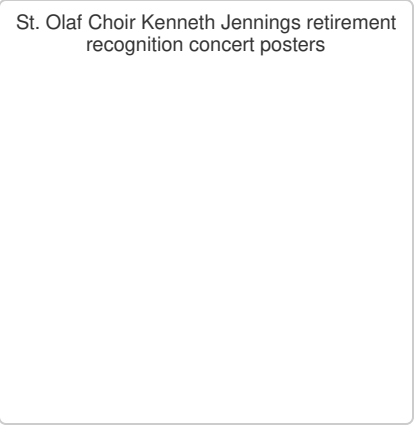 St. Olaf Choir Kenneth Jennings retirement
recognition concert posters